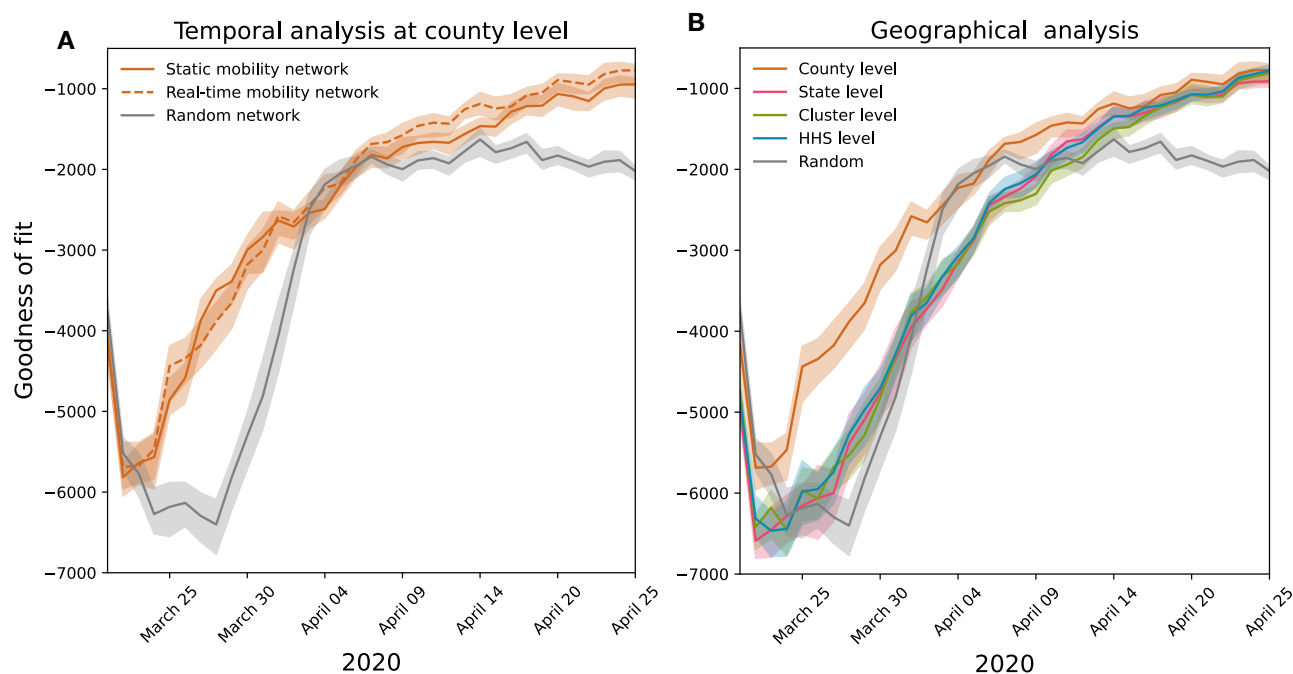 A
Temporal analysis at county level
Static mobility network
Real-time mobility network
Random network
Goodness of fit
−1000
−2000
−3000
−4000
−5000
−6000
−7000
March 25
March 30
April 04
April 09
April 14
April 20
April 25
2020
B
Geographical analysis
County level
State level
Cluster level
HHS level
Random
−1000
−2000
−3000
−4000
−5000
−6000
−7000
March 25
March 30
April 04
April 09
April 14
April 20
April 25
2020